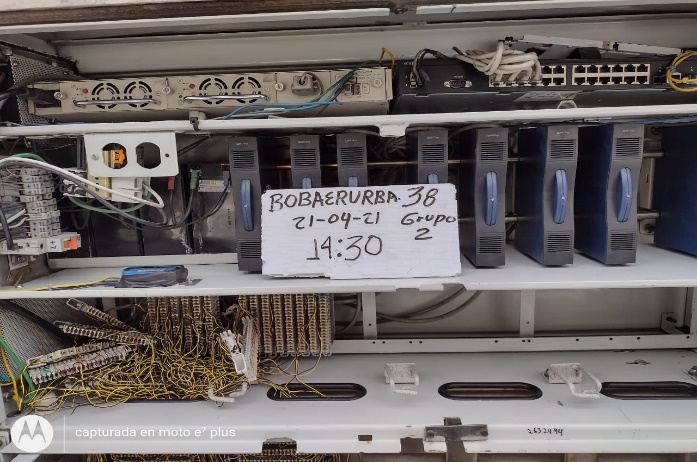 BOBAERURBA. 38
21-04-21 Grupo
2
14:30
capturada en moto e⁷ plus